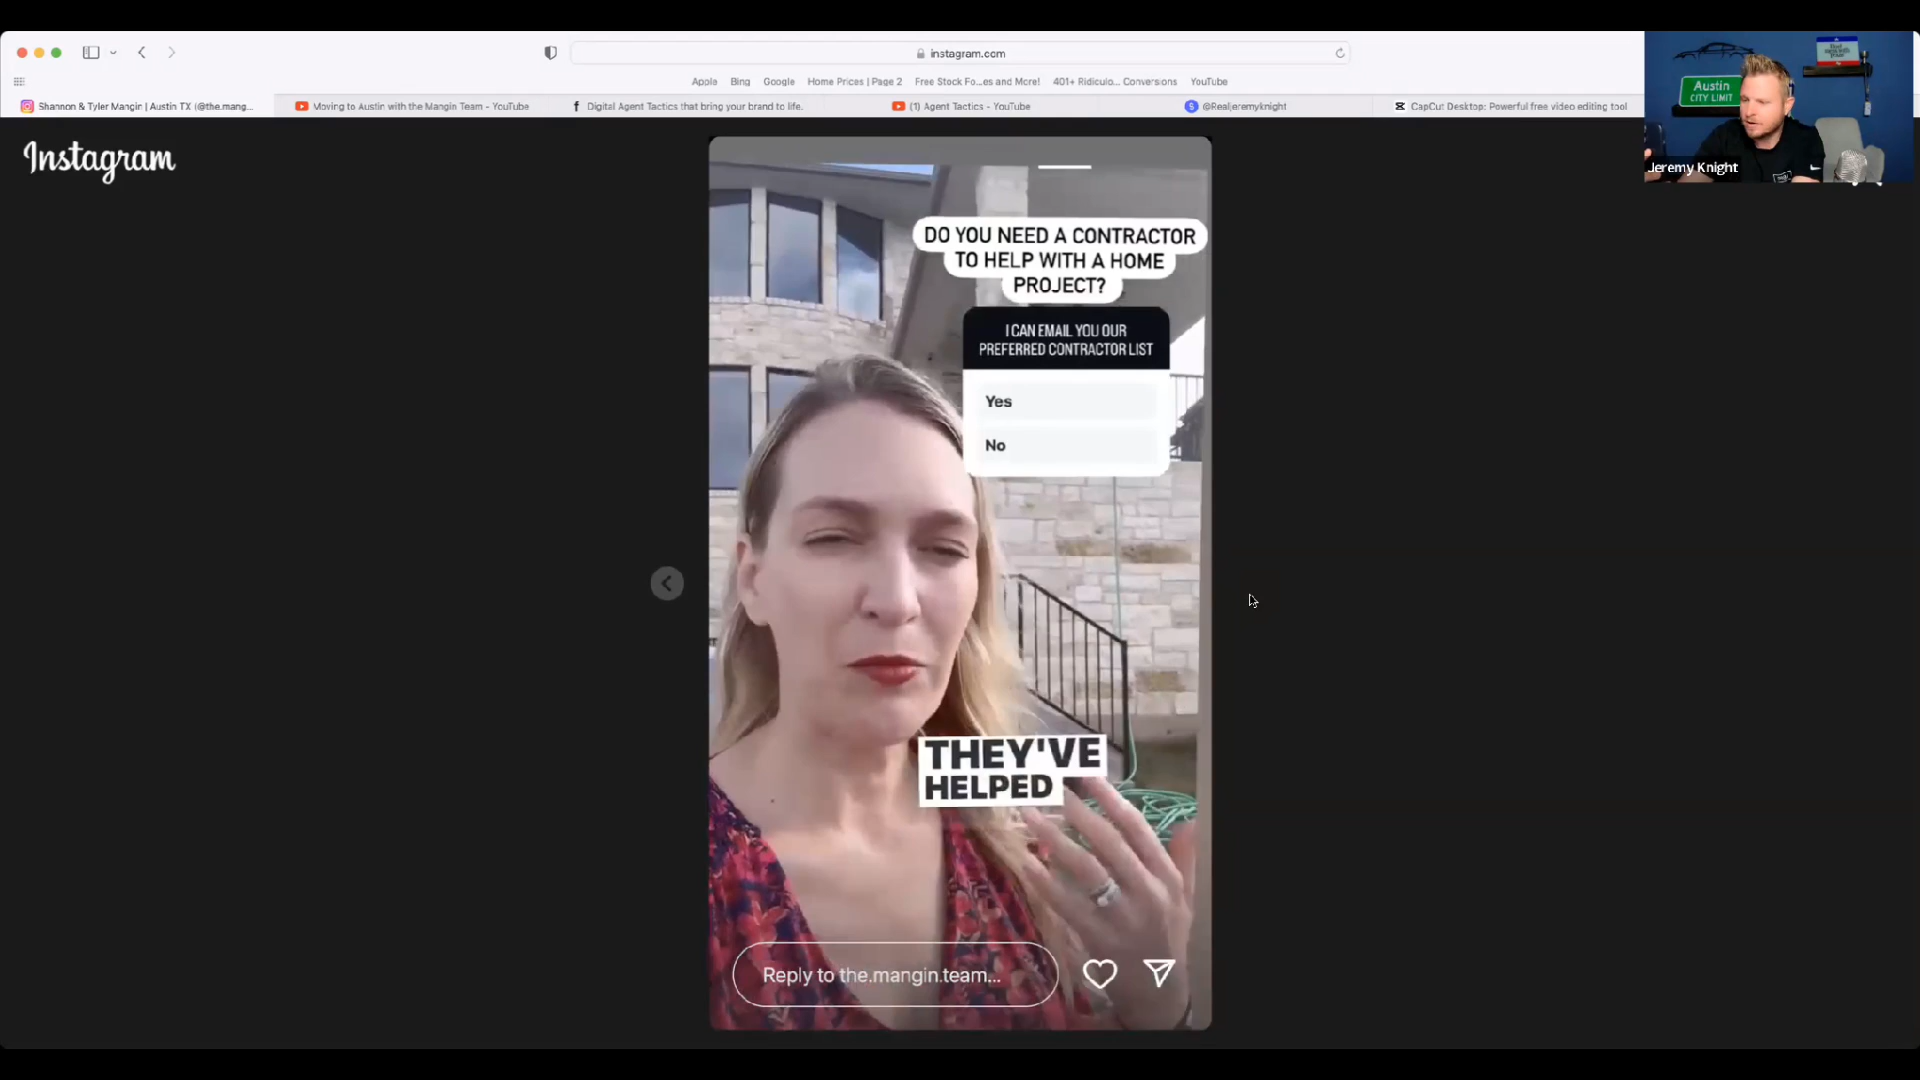 instagram.com
Apple Bing Google Home Prices | Page 2 Free Stock Fo...es and More! 401+ Ridiculo... Conversions YouTube
Shannon & Tyler Mangin | Austin TX (@the.mang... Moving to Austin with the Mangin Team - YouTube Digital Agent Tactics that bring your brand to life. (1) Agent Tactics - YouTube @Realjeremyknight CapCut Desktop: Powerful free video editing tool
Instagram
Austin
CITY LIMIT
Jeremy Knight
DO YOU NEED A CONTRACTOR
TO HELP WITH A HOME
PROJECT?
I CAN EMAIL YOU OUR
PREFERRED CONTRACTOR LIST
Yes
No
THEY'VE
HELPED
Reply to the.mangin.team...